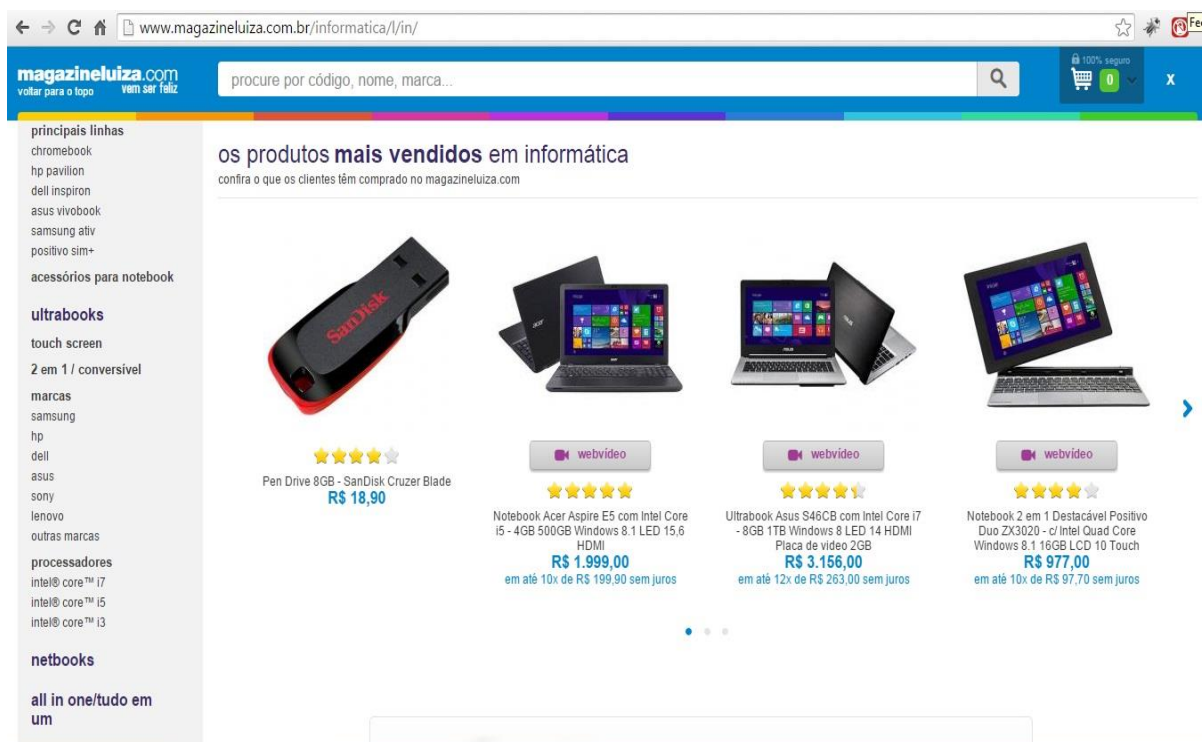 www.magazineluiza.com.br/informatica/l/in/
Fee
magazineluiza.com
voltar para o topo vem ser feliz
procure por código, nome, marca...
100% seguro
0
x
principais linhas
chromebook
hp pavilion
dell inspiron
asus vivobook
samsung ativ
positivo sim+
acessórios para notebook
ultrabooks
touch screen
2 em 1 / conversível
marcas
samsung
hp
dell
asus
sony
lenovo
outras marcas
processadores
intel® core™ i7
intel® core™ i5
intel® core™ i3
netbooks
all in one/tudo em
um
os produtos mais vendidos em informática
confira o que os clientes têm comprado no magazineluiza.com
SanDisk
Pen Drive 8GB - SanDisk Cruzer Blade
R$ 18,90
acer
webvídeo
Notebook Acer Aspire E5 com Intel Core
i5 - 4GB 500GB Windows 8.1 LED 15,6
HDMI
R$ 1.999,00
em até 10x de R$ 199,90 sem juros
webvídeo
Ultrabook Asus S46CB com Intel Core i7
- 8GB 1TB Windows 8 LED 14 HDMI
Placa de vídeo 2GB
R$ 3.156,00
em até 12x de R$ 263,00 sem juros
webvídeo
Notebook 2 em 1 Destacável Positivo
Duo ZX3020 - c/ Intel Quad Core
Windows 8.1 16GB LCD 10 Touch
R$ 977,00
em até 10x de R$ 97,70 sem juros